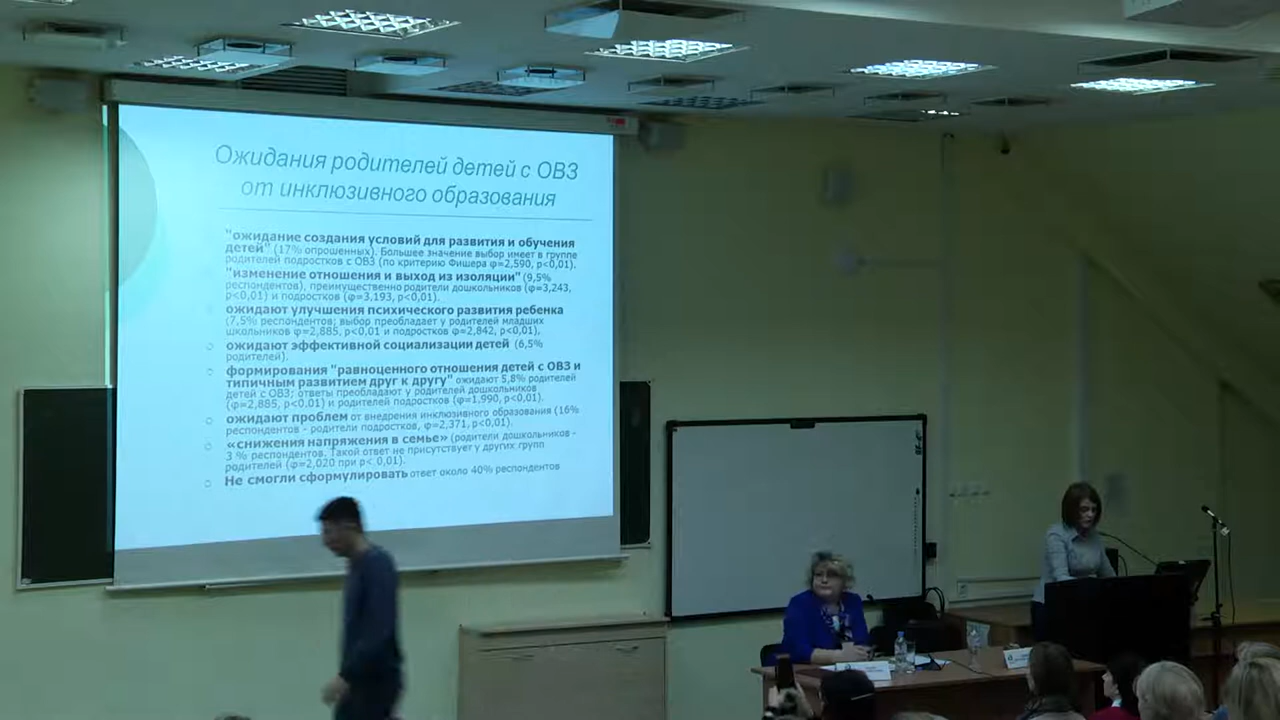 Ожидания родителей детей с ОВЗ
от инклюзивного образования
"ожидание создания условий для развития и обучения
детей" (17% опрошенных). Большее значение выбор имеет в группе
родителей подростков с ОВЗ (по критерию Фишера φ=2,590, p<0,01).
"изменение отношения и выход из изоляции" (9,5%
респондентов), преимущественно родители дошкольников (φ=3,243,
p<0,01) и подростков (φ=3,193, p<0,01).
ожидают улучшения психического развития ребенка
(7,5% респондентов; выбор преобладает у родителей младших
школьников φ=2,885, p<0,01 и подростков φ=2,842, p<0,01),
ожидают эффективной социализации детей (6,5%
родителей).
формирования "равноценного отношения детей с ОВЗ и
типичным развитием друг к другу" ожидают 5,8% родителей
детей с ОВЗ; ответы преобладают у родителей дошкольников
(φ=2,885, p<0,01) и родителей подростков (φ=1,990, p<0,01).
ожидают проблем от внедрения инклюзивного образования (16%
респондентов - родители подростков, φ=2,371, p<0,01).
«снижения напряжения в семье» (родители дошкольников -
3 % респондентов. Такой ответ не присутствует у других групп
родителей (φ=2,020 при p< 0,01).
Не смогли сформулировать ответ около 40% респондентов